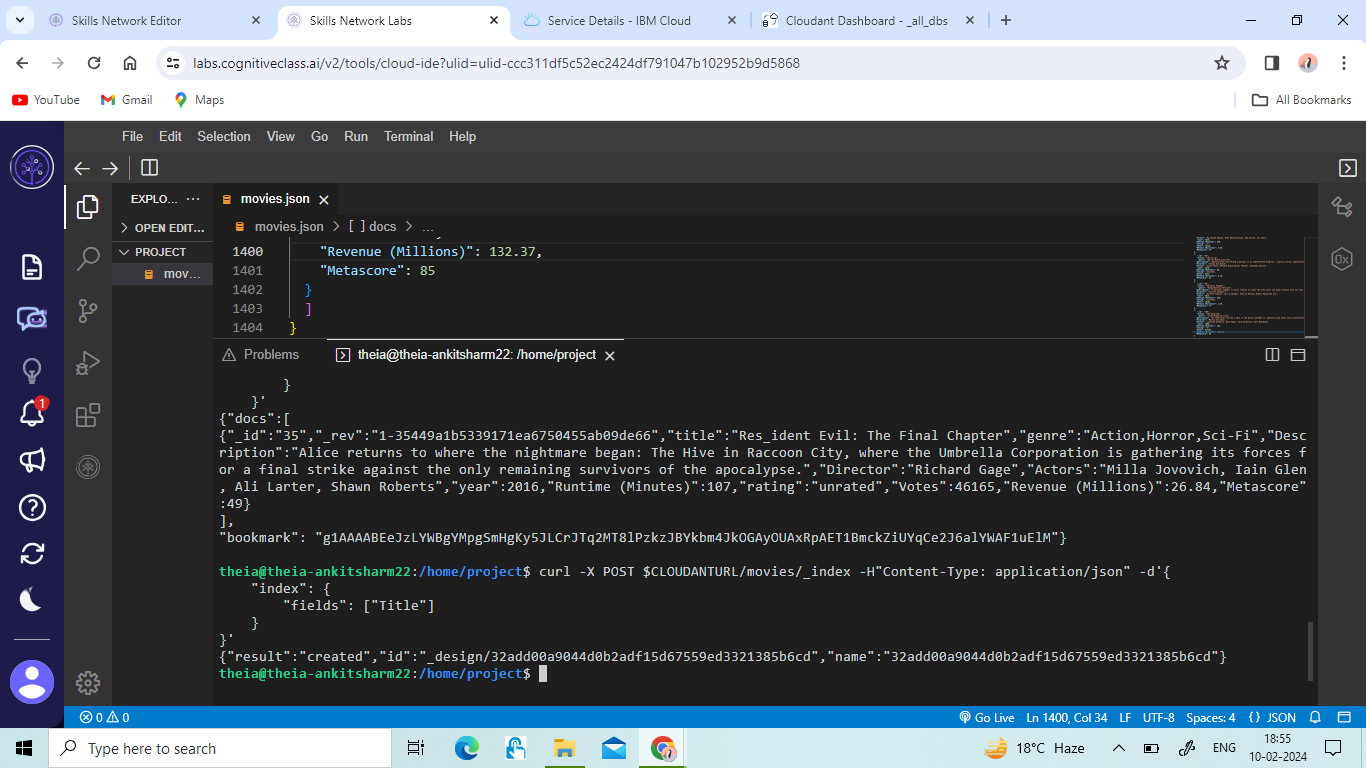 Skills Network Editor
Skills Network Labs
Service Details - IBM Cloud
Cloudant Dashboard - _all_dbs
labs.cognitiveclass.ai/v2/tools/cloud-ide?ulid=ulid-ccc311df5c52ec2424df791047b102952b9d5868
YouTube
Gmail
Maps
All Bookmarks
File Edit Selection View Go Run Terminal Help
EXPLO... ...
movies.json
OPEN EDIT...
movies.json > [ ] docs > ...
PROJECT
mov...
1400 "Revenue (Millions)": 132.37,
1401 "Metascore": 85
1402 }
1403 ]
1404 }
Problems
theia@theia-ankitsharm22: /home/project
}
}'
{"docs":[
{"_id":"35","_rev":"1-35449a1b5339171ea6750455ab09de66","title":"Res_ident Evil: The Final Chapter","genre":"Action,Horror,Sci-Fi","Desc
ription":"Alice returns to where the nightmare began: The Hive in Raccoon City, where the Umbrella Corporation is gathering its forces f
or a final strike against the only remaining survivors of the apocalypse.","Director":"Richard Gage","Actors":"Milla Jovovich, Iain Glen
, Ali Larter, Shawn Roberts","year":2016,"Runtime (Minutes)":107,"rating":"unrated","Votes":46165,"Revenue (Millions)":26.84,"Metascore"
:49}
],
"bookmark": "g1AAAABEeJzLYWBgYMpgSmHgKy5JLCrJTq2MT8lPzkzJBYkbm4JkOGAyOUAxRpAET1BmckZiUYqCe2J6alYWAF1uElM"}
theia@theia-ankitsharm22:/home/project$ curl -X POST $CLOUDANTURL/movies/_index -H"Content-Type: application/json" -d'{
"index": {
"fields": ["Title"]
}
}'
{"result":"created","id":"_design/32add00a9044d0b2adf15d67559ed3321385b6cd","name":"32add00a9044d0b2adf15d67559ed3321385b6cd"}
theia@theia-ankitsharm22:/home/project$
1
0 0
Go Live
Ln 1400, Col 34
LF
UTF-8
Spaces: 4
{} JSON
Type here to search
18°C Haze
ENG
18:55
10-02-2024